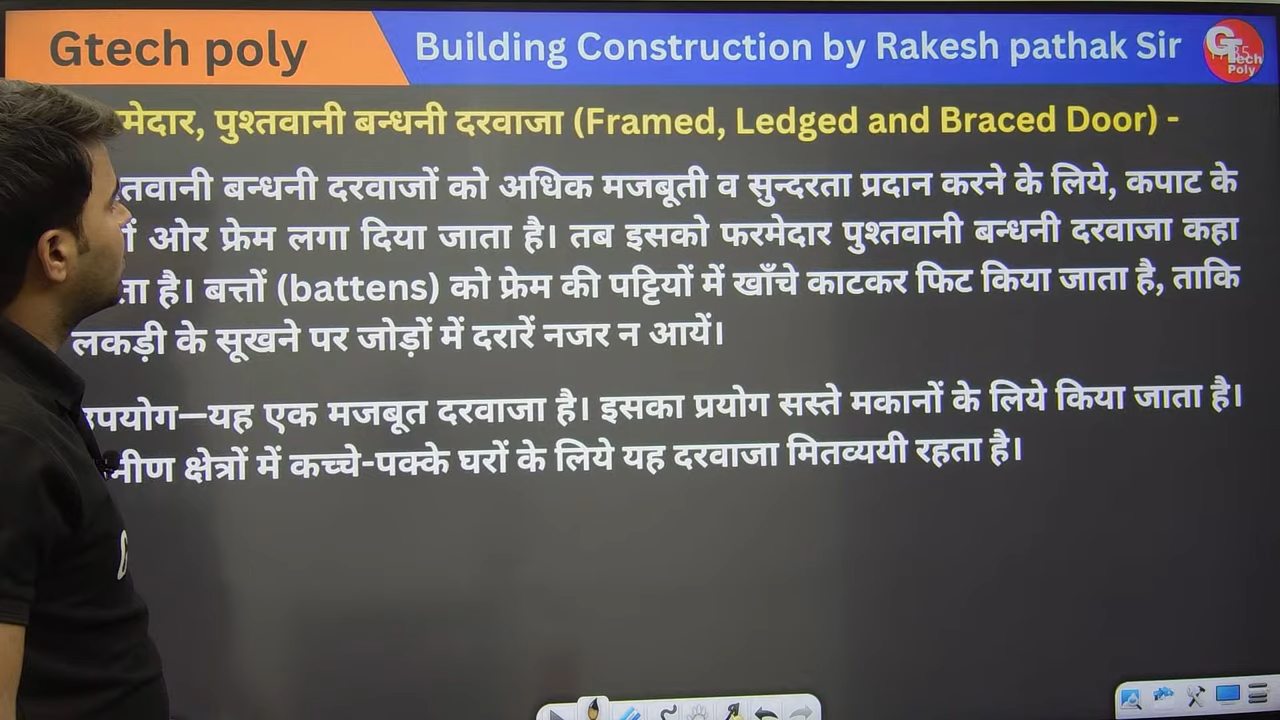 Gtech poly
Building Construction by Rakesh pathak Sir
GTech Poly
पुश्तवानी बन्धनी दरवाजा (Framed, Ledged and Braced Door) -
बन्धनी दरवाजों को अधिक मजबूती व सुन्दरता प्रदान करने के लिये, कपाट के
ओर फ्रेम लगा दिया जाता है। तब इसको फरमेदार पुश्तवानी बन्धनी दरवाजा कहा
है। बत्तों (battens) को फ्रेम की पट्टियों में खाँचे काटकर फिट किया जाता है, ताकि
लकड़ी के सूखने पर जोड़ों में दरारें नजर न आयें।
उपयोग—यह एक मजबूत दरवाजा है। इसका प्रयोग सस्ते मकानों के लिये किया जाता है।
क्षेत्रों में कच्चे-पक्के घरों के लिये यह दरवाजा मितव्ययी रहता है।